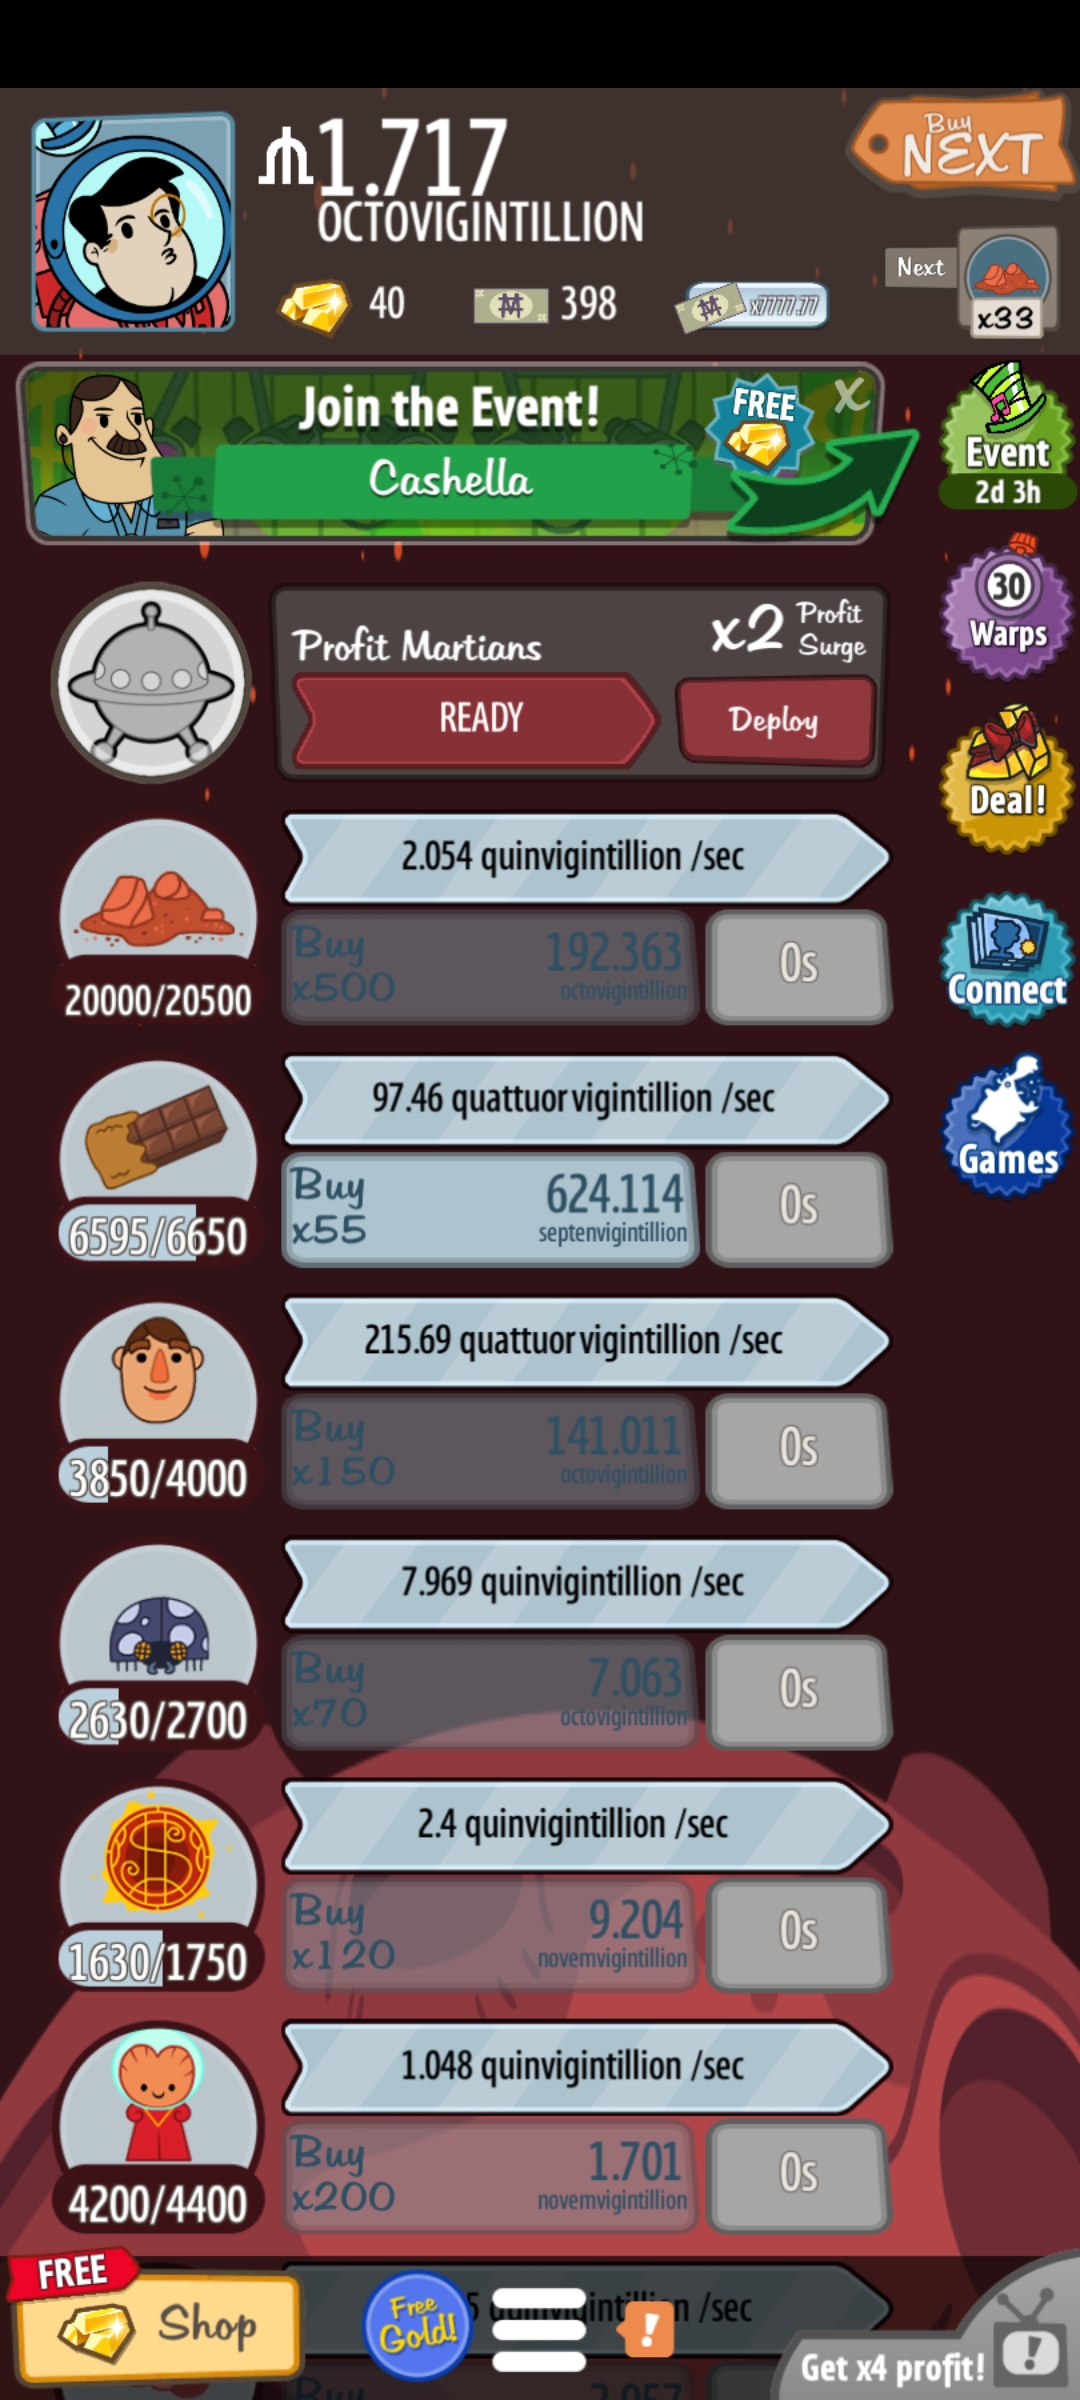 1.717
OCTOVIGINTILLION
Buy
NEXT
40
398
x7777.77
Next
x33
Join the Event!
Cashella
FREE
X
Event
2d 3h
30
Warps
Deal!
Connect
Games
Profit Martians
x2 Profit
Surge
READY
Deploy
2.054 quinvigintillion /sec
Buy
x500
192.363
octovigintillion
0s
20000/20500
97.46 quattuorvigintillion /sec
Buy
x55
624.114
septenvigintillion
0s
6595/6650
215.69 quattuorvigintillion /sec
Buy
x150
141.011
octovigintillion
0s
3850/4000
7.969 quinvigintillion /sec
Buy
x70
7.063
octovigintillion
0s
2630/2700
2.4 quinvigintillion /sec
Buy
x120
9.204
novemvigintillion
0s
1630/1750
1.048 quinvigintillion /sec
Buy
x200
1.701
novemvigintillion
0s
4200/4400
/sec
FREE
Shop
Free
Gold!
!
Get x4 profit!
!
Buy